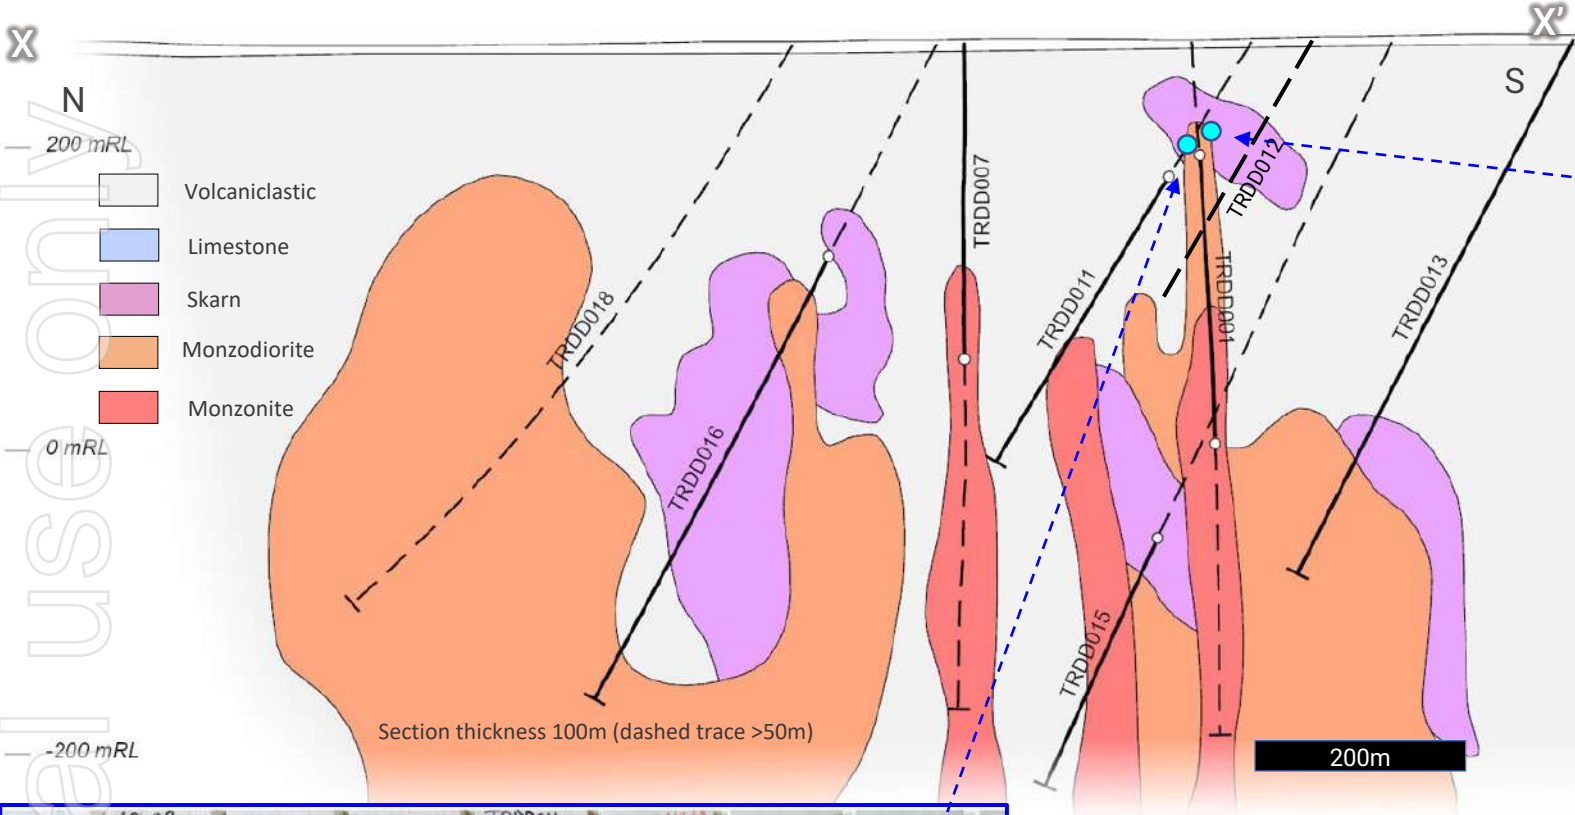 X
X'
N
S
200 mRL
Volcaniclastic
Limestone
Skarn
Monzodiorite
Monzonite
0 mRL
-200 mRL
TRDD018
TRDD016
TRDD007
TRDD011
TRDD012
TRDD001
TRDD013
TRDD015
Section thickness 100m (dashed trace >50m)
200m
al use only